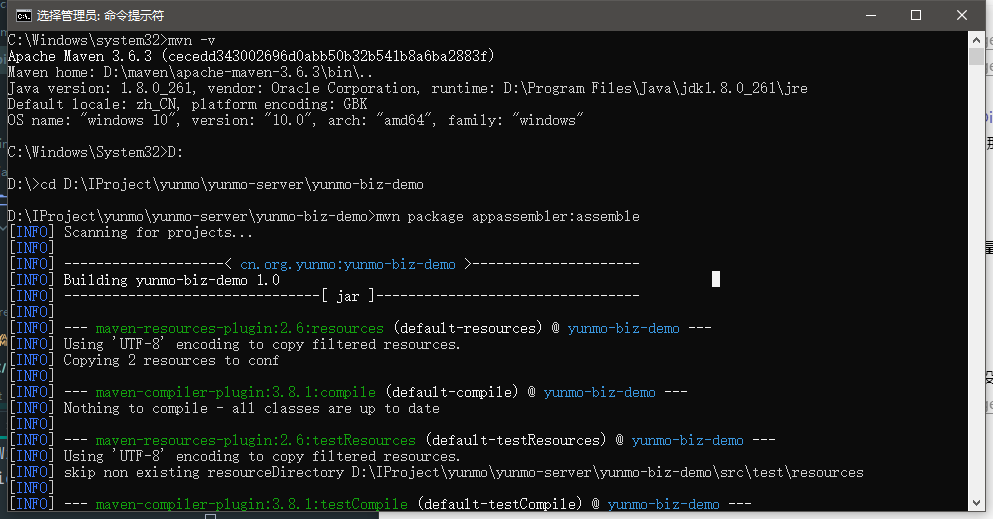 选择管理员: 命令提示符
C:\Windows\system32>mvn -v
Apache Maven 3.6.3 (cecedd343002696d0abb50b32b541b8a6ba2883f)
Maven home: D:\maven\apache-maven-3.6.3\bin\..
Java version: 1.8.0_261, vendor: Oracle Corporation, runtime: D:\Program Files\Java\jdk1.8.0_261\jre
Default locale: zh_CN, platform encoding: GBK
OS name: "windows 10", version: "10.0", arch: "amd64", family: "windows"
C:\Windows\System32>D:
D:\>cd D:\IProject\yunmo\yunmo-server\yunmo-biz-demo
D:\IProject\yunmo\yunmo-server\yunmo-biz-demo>mvn package appassembler:assemble
[INFO] Scanning for projects...
[INFO]
[INFO] --------------------< cn.org.yunmo:yunmo-biz-demo >---------------------
[INFO] Building yunmo-biz-demo 1.0
[INFO] --------------------------------[ jar ]---------------------------------
[INFO]
[INFO] --- maven-resources-plugin:2.6:resources (default-resources) @ yunmo-biz-demo ---
[INFO] Using 'UTF-8' encoding to copy filtered resources.
[INFO] Copying 2 resources to conf
[INFO]
[INFO] --- maven-compiler-plugin:3.8.1:compile (default-compile) @ yunmo-biz-demo ---
[INFO] Nothing to compile - all classes are up to date
[INFO]
[INFO] --- maven-resources-plugin:2.6:testResources (default-testResources) @ yunmo-biz-demo ---
[INFO] Using 'UTF-8' encoding to copy filtered resources.
[INFO] skip non existing resourceDirectory D:\IProject\yunmo\yunmo-server\yunmo-biz-demo\src\test\resources
[INFO]
[INFO] --- maven-compiler-plugin:3.8.1:testCompile (default-testCompile) @ yunmo-biz-demo ---